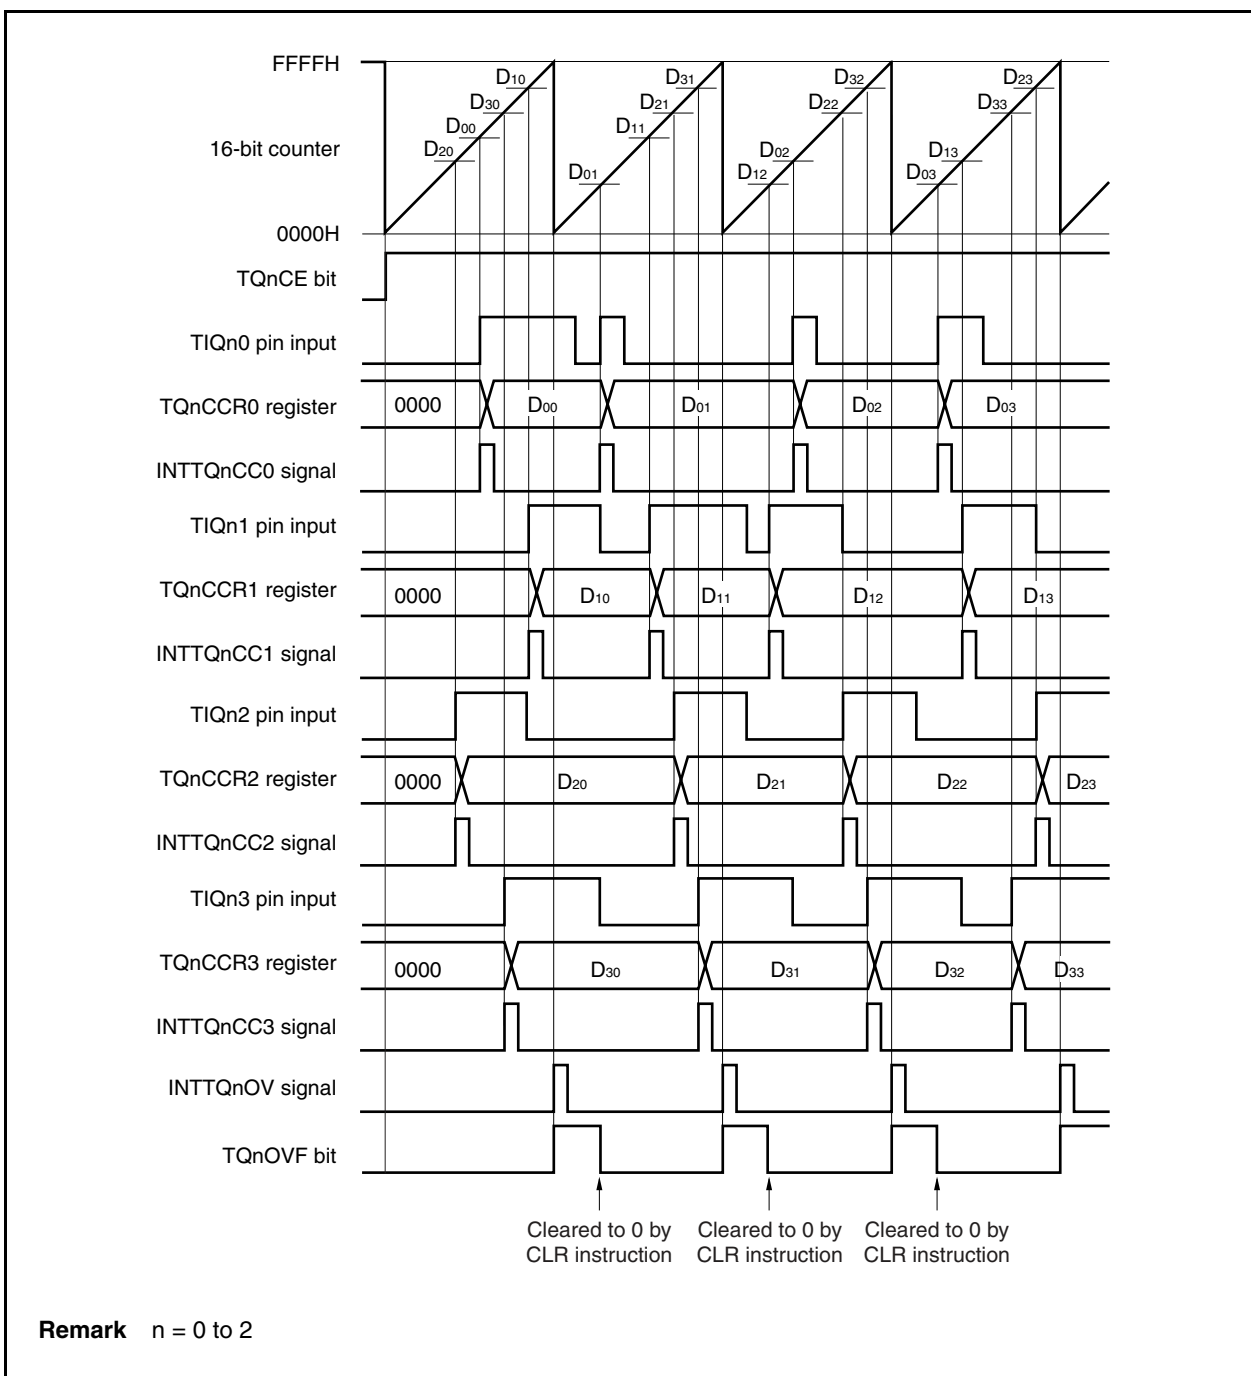 FFFFH
D10
D31
D32
D23
D30
D21
D22
D33
D00
D11
16-bit counter
D20
D02
D13
D01
D12
D03
0000H
TQnCE bit
TIQn0 pin input
TQnCCR0 register
0000
D00
D01
D02
D03
INTTQnCC0 signal
TIQn1 pin input
TQnCCR1 register
0000
D10
D11
D12
D13
INTTQnCC1 signal
TIQn2 pin input
TQnCCR2 register
0000
D20
D21
D22
D23
INTTQnCC2 signal
TIQn3 pin input
TQnCCR3 register
0000
D30
D31
D32
D33
INTTQnCC3 signal
INTTQnOV signal
TQnOVF bit
Cleared to 0 by
CLR instruction
Cleared to 0 by
CLR instruction
Cleared to 0 by
CLR instruction
Remark n = 0 to 2